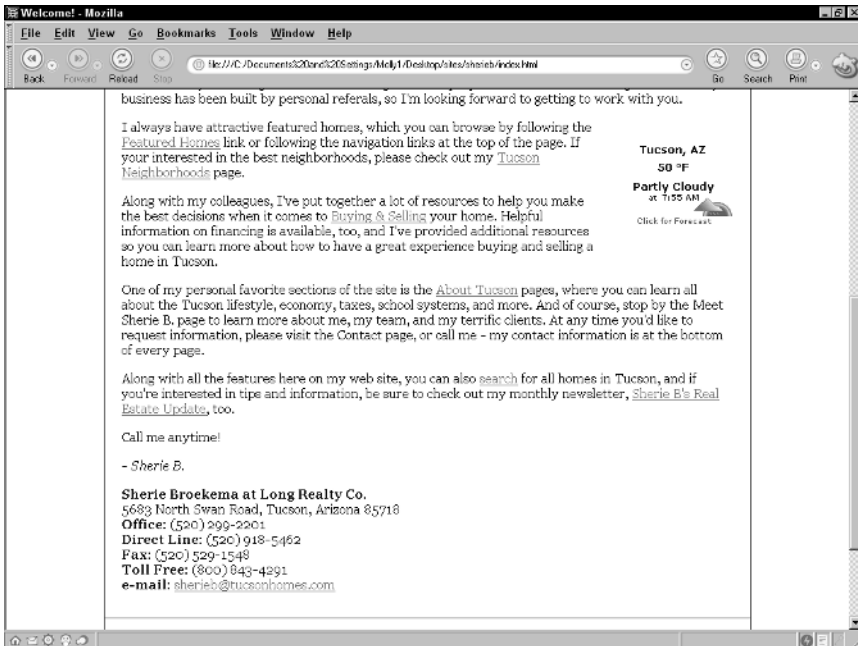 Welcome! - Mozilla
File Edit View Go Bookmarks Tools Window Help
Back Forward Reload Stop
file:///C:/Documents%20and%20Settings/Molly1/Desktop/sites/sherieb/index.html
Go Search Print
business has been built by personal referals, so I'm looking forward to getting to work with you.
I always have attractive featured homes, which you can browse by following the
Featured Homes link or following the navigation links at the top of the page. If
your interested in the best neighborhoods, please check out my Tucson
Neighborhoods page.
Tucson, AZ
50 °F
Partly Cloudy
at 7:55 AM
Click for Forecast
Along with my colleagues, I've put together a lot of resources to help you make
the best decisions when it comes to Buying & Selling your home. Helpful
information on financing is available, too, and I've provided additional resources
so you can learn more about how to have a great experience buying and selling a
home in Tucson.
One of my personal favorite sections of the site is the About Tucson pages, where you can learn all
about the Tucson lifestyle, economy, taxes, school systems, and more. And of course, stop by the Meet
Sherie B. page to learn more about me, my team, and my terrific clients. At any time you'd like to
request information, please visit the Contact page, or call me - my contact information is at the bottom
of every page.
Along with all the features here on my web site, you can also search for all homes in Tucson, and if
you're interested in tips and information, be sure to check out my monthly newsletter, Sherie B's Real
Estate Update, too.
Call me anytime!
- Sherie B.
Sherie Broekema at Long Realty Co.
5683 North Swan Road, Tucson, Arizona 85718
Office: (520) 299-2201
Direct Line: (520) 918-5462
Fax: (520) 529-1548
Toll Free: (800) 843-4291
e-mail: sherieb@tucsonhomes.com